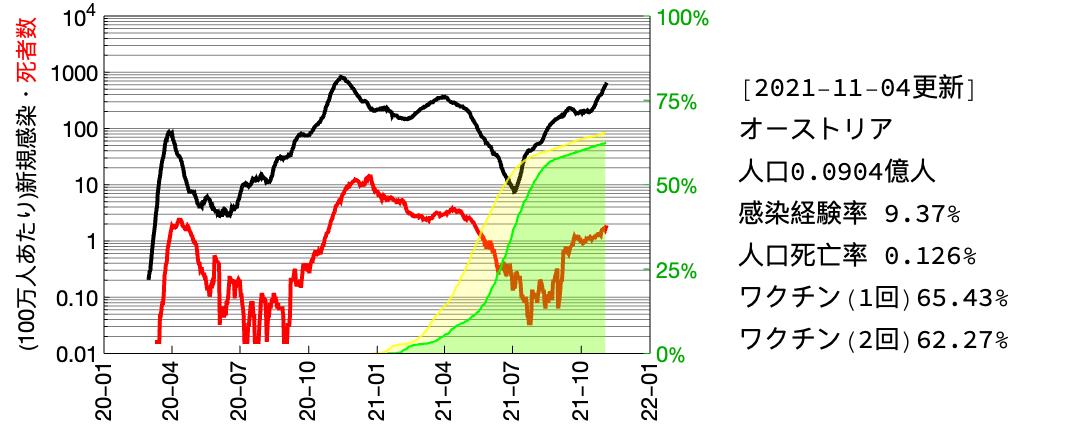 (100万人あたり)新規感染・死者数
10^4
1000
100
10
1
0.10
0.01
100%
75%
50%
25%
0%
20-01
20-04
20-07
20-10
21-01
21-04
21-07
21-10
22-01
[2021-11-04更新]
オーストリア
人口0.0904億人
感染経験率 9.37%
人口死亡率 0.126%
ワクチン(1回)65.43%
ワクチン(2回)62.27%